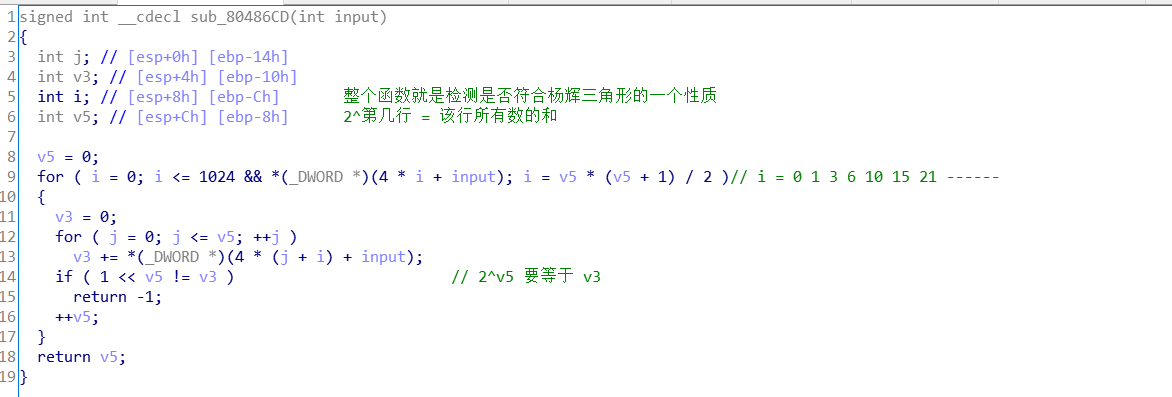 1 signed int __cdecl sub_80486CD(int input)
2 {
3   int j; // [esp+0h] [ebp-14h]
4   int v3; // [esp+4h] [ebp-10h]
5   int i; // [esp+8h] [ebp-Ch]      整个函数就是检测是否符合杨辉三角形的一个性质
6   int v5; // [esp+Ch] [ebp-8h]      2^第几行 = 该行所有数的和
7
8   v5 = 0;
9   for ( i = 0; i <= 1024 && *(_DWORD *)(4 * i + input); i = v5 * (v5 + 1) / 2 )// i = 0 1 3 6 10 15 21 ------
10   {
11     v3 = 0;
12     for ( j = 0; j <= v5; ++j )
13       v3 += *(_DWORD *)(4 * (j + i) + input);
14     if ( 1 << v5 != v3 )                        // 2^v5 要等于 v3
15       return -1;
16     ++v5;
17   }
18   return v5;
19 }